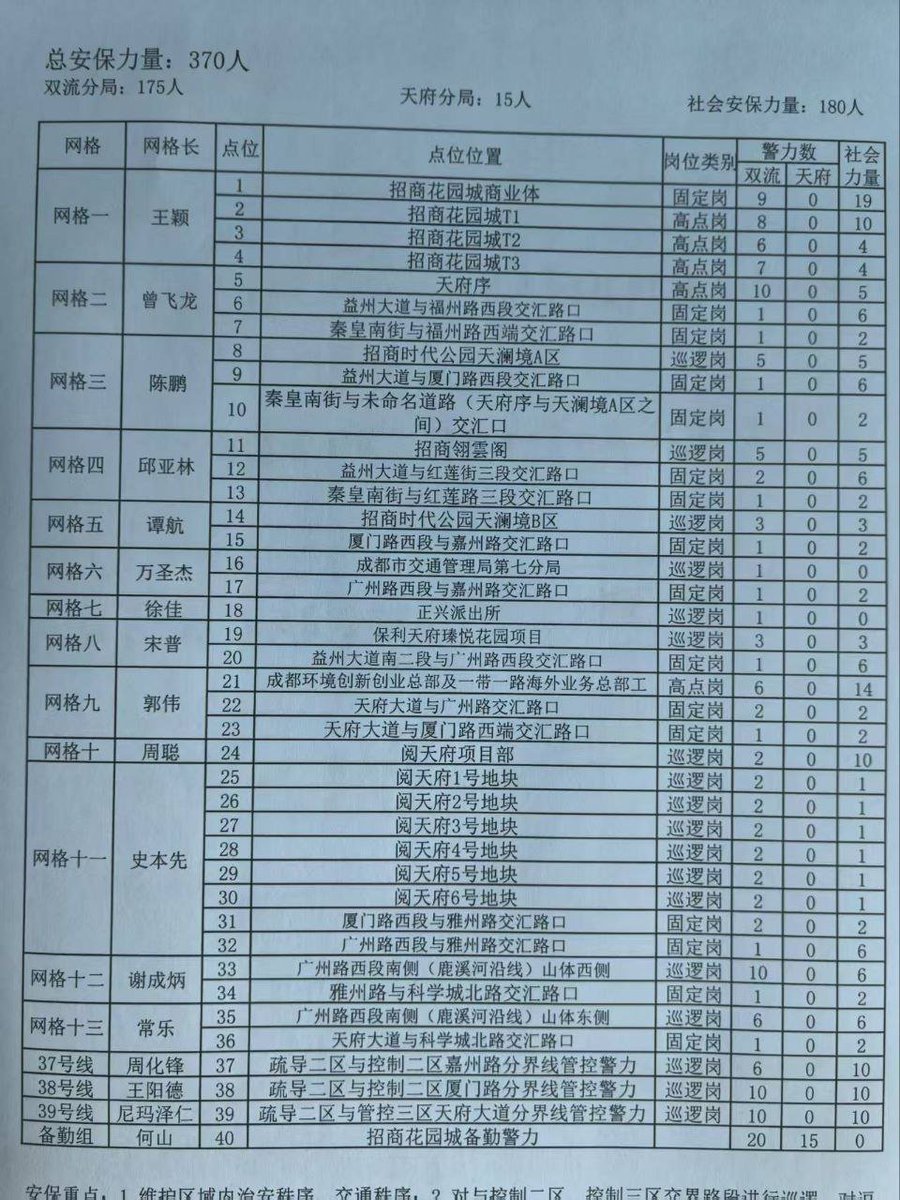 总安保力量：370人
双流分局：175人 天府分局：15人 社会安保力量：180人
网格 网格长 点位 点位位置 岗位类别 警力数 社会力量
双流 天府
网格一 王颖 1 招商花园城商业体 固定岗 9 0 19
2 招商花园城T1 高点岗 8 0 10
3 招商花园城T2 高点岗 6 0 4
4 招商花园城T3 高点岗 7 0 4
网格二 曾飞龙 5 天府序 高点岗 10 0 5
6 益州大道与福州路西段交汇路口 固定岗 1 0 6
7 秦皇南街与福州路西端交汇路口 固定岗 1 0 2
网格三 陈鹏 8 招商时代公园天澜境A区 巡逻岗 5 0 5
9 益州大道与厦门路西段交汇路口 固定岗 1 0 6
10 秦皇南街与未命名道路（天府序与天澜境A区之
间）交汇口 固定岗 1 0 2
网格四 邱亚林 11 招商翎雲阁 巡逻岗 5 0 5
12 益州大道与红莲街三段交汇路口 固定岗 2 0 6
13 秦皇南街与红莲路三段交汇路口 固定岗 1 0 2
网格五 谭航 14 招商时代公园天澜境B区 巡逻岗 3 0 3
15 厦门路西段与嘉州路交汇路口 固定岗 1 0 2
网格六 万圣杰 16 成都市交通管理局第七分局 巡逻岗 1 0 0
17 广州路西段与嘉州路交汇路口 固定岗 1 0 2
网格七 徐佳 18 正兴派出所 巡逻岗 1 0 0
网格八 宋普 19 保利天府瑧悦花园项目 巡逻岗 3 0 3
20 益州大道南二段与广州路西段交汇路口 固定岗 1 0 6
网格九 郭伟 21 成都环境创新创业总部及一带一路海外业务总部工 高点岗 6 0 14
22 天府大道与广州路交汇路口 固定岗 2 0 2
23 天府大道与厦门路西端交汇路口 固定岗 1 0 2
网格十 周聪 24 阅天府项目部 巡逻岗 2 0 10
网格十一 史本先 25 阅天府1号地块 巡逻岗 2 0 1
26 阅天府2号地块 巡逻岗 2 0 1
27 阅天府3号地块 巡逻岗 2 0 1
28 阅天府4号地块 巡逻岗 2 0 1
29 阅天府5号地块 巡逻岗 2 0 1
30 阅天府6号地块 巡逻岗 2 0 1
31 厦门路西段与雅州路交汇路口 固定岗 2 0 2
32 广州路西段与雅州路交汇路口 固定岗 1 0 6
网格十二 谢成炳 33 广州路西段南侧（鹿溪河沿线）山体西侧 巡逻岗 10 0 6
34 雅州路与科学城北路交汇路口 固定岗 1 0 2
网格十三 常乐 35 广州路西段南侧（鹿溪河沿线）山体东侧 巡逻岗 6 0 6
36 天府大道与科学城北路交汇路口 固定岗 1 0 2
37号线 周化锋 37 疏导二区与控制二区嘉州路分界线管控警力 巡逻岗 6 0 10
38号线 王阳德 38 疏导二区与控制二区厦门路分界线管控警力 巡逻岗 10 0 10
39号线 尼玛泽仁 39 疏导二区与管控三区天府大道分界线管控警力 巡逻岗 10 0 10
备勤组 何山 40 招商花园城备勤警力 20 15 0
安保重点：1.维护区域内治安秩序、交通秩序；2.对与控制二区、控制三区交界路段进行巡逻，对沿